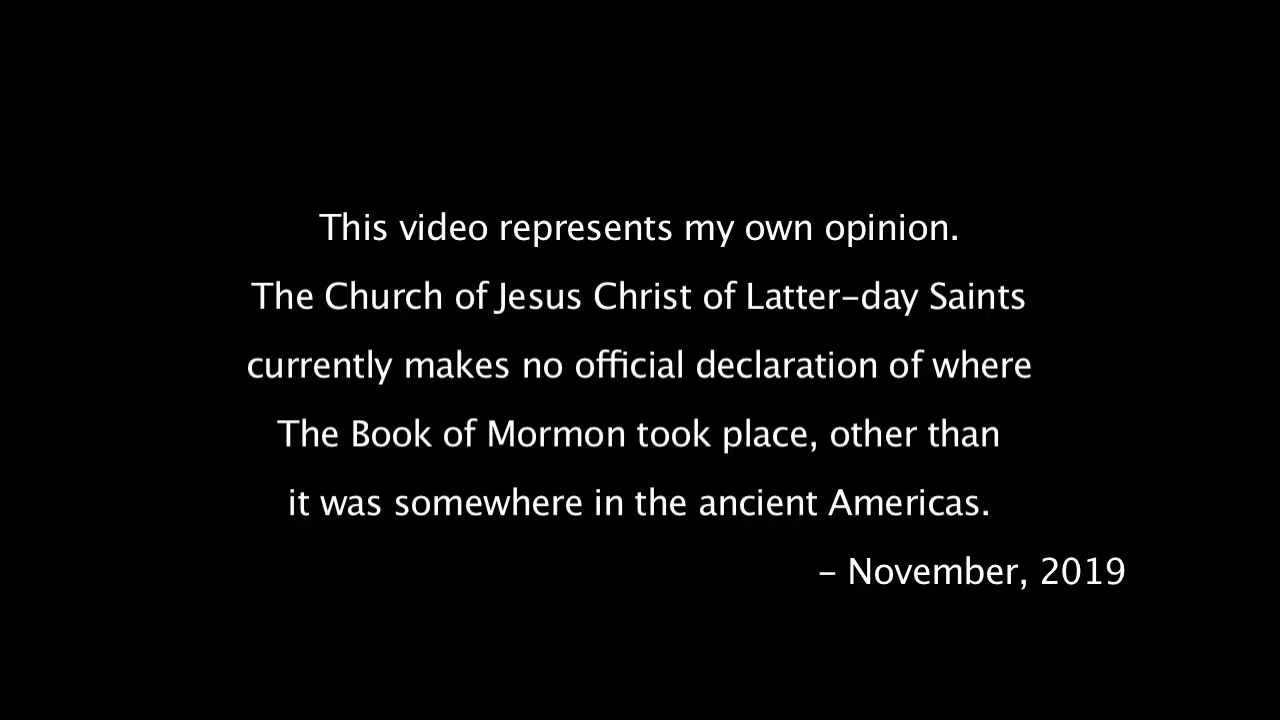 This video represents my own opinion.
The Church of Jesus Christ of Latter-day Saints
currently makes no official declaration of where
The Book of Mormon took place, other than
it was somewhere in the ancient Americas.
– November, 2019